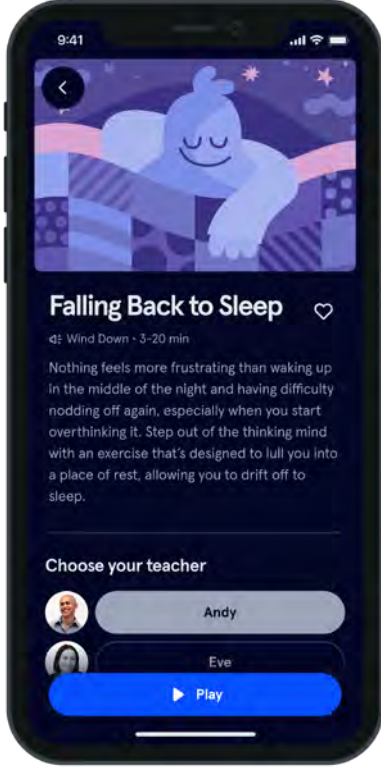 9:41
Falling Back to Sleep
Wind Down • 3-20 min
Nothing feels more frustrating than waking up
in the middle of the night and having difficulty
nodding off again, especially when you start
overthinking it. Step out of the thinking mind
with an exercise that's designed to lull you into
a place of rest, allowing you to drift off to
sleep.
Choose your teacher
Andy
Eve
Play